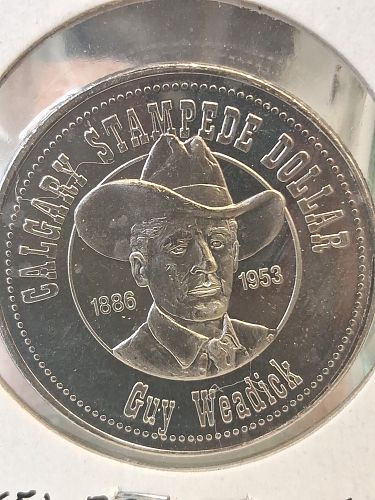 CALGARY STAMPEDE DOLLAR
1886 1953
Guy Weadick